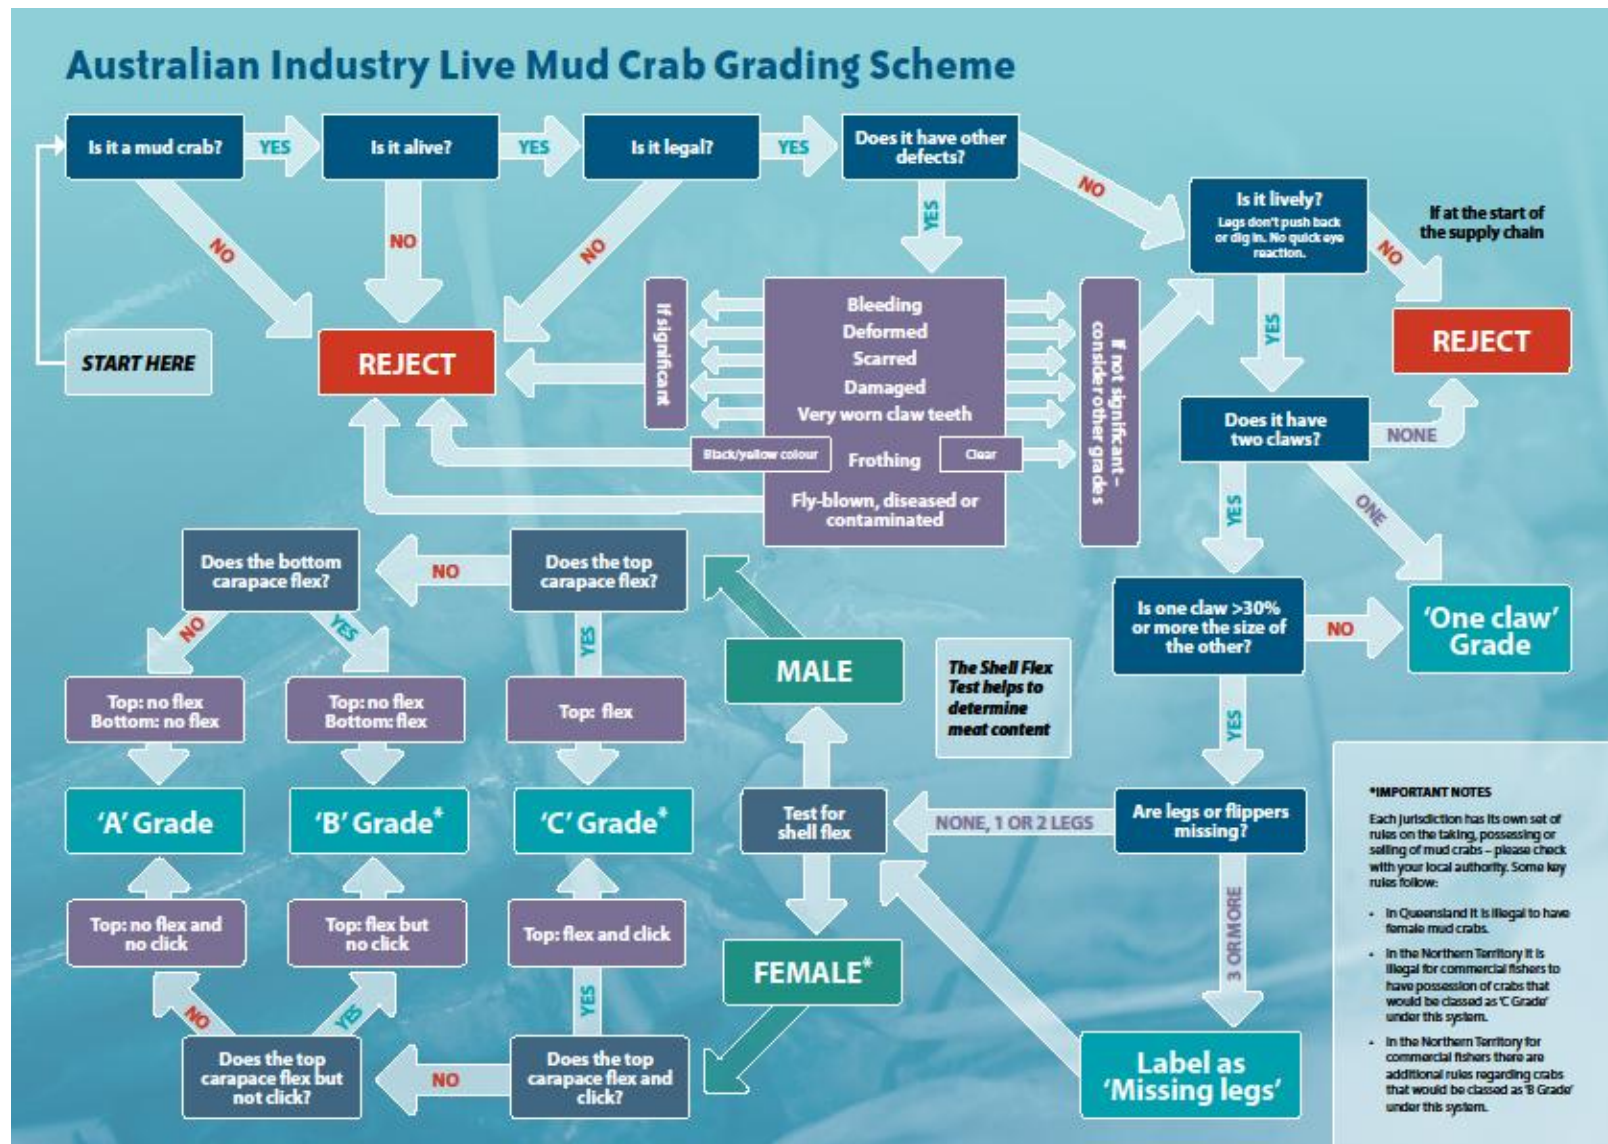 Australian Industry Live Mud Crab Grading Scheme
Is it a mud crab?
YES
Is it alive?
YES
Is it legal?
YES
Does it have other
defects?
NO
NO
NO
NO
YES
Is it lively?
Legs don't push back
or dig in. No quick eye
reaction.
NO
If at the start of
the supply chain
START HERE
REJECT
If significant
Bleeding
Deformed
Scarred
Damaged
Very worn claw teeth
Black/yellow colour
Frothing
Clear
Fly-blown, diseased or
contaminated
If not significant –
consider other grades
YES
REJECT
Does it have
two claws?
NONE
YES
ONE
Does the bottom
carapace flex?
NO
Does the top
carapace flex?
NO
YES
YES
MALE
The Shell Flex
Test helps to
determine
meat content
Is one claw >30%
or more the size of
the other?
NO
'One claw'
Grade
YES
Top: no flex
Bottom: no flex
Top: no flex
Bottom: flex
Top: flex
'A' Grade
'B' Grade*
'C' Grade*
Test for
shell flex
NONE, 1 OR 2 LEGS
Are legs or flippers
missing?
3 OR MORE
Top: no flex and
no click
Top: flex but
no click
Top: flex and click
FEMALE*
NO
YES
YES
Does the top
carapace flex but
not click?
NO
Does the top
carapace flex and
click?
Label as
'Missing legs'
*IMPORTANT NOTES
Each jurisdiction has its own set of
rules on the taking, possessing or
selling of mud crabs – please check
with your local authority. Some key
rules follow:
• In Queensland it is illegal to have
female mud crabs.
• In the Northern Territory it is
illegal for commercial fishers to
have possession of crabs that
would be classed as 'C Grade'
under this system.
• In the Northern Territory for
commercial fishers there are
additional rules regarding crabs
that would be classed as 'B Grade'
under this system.